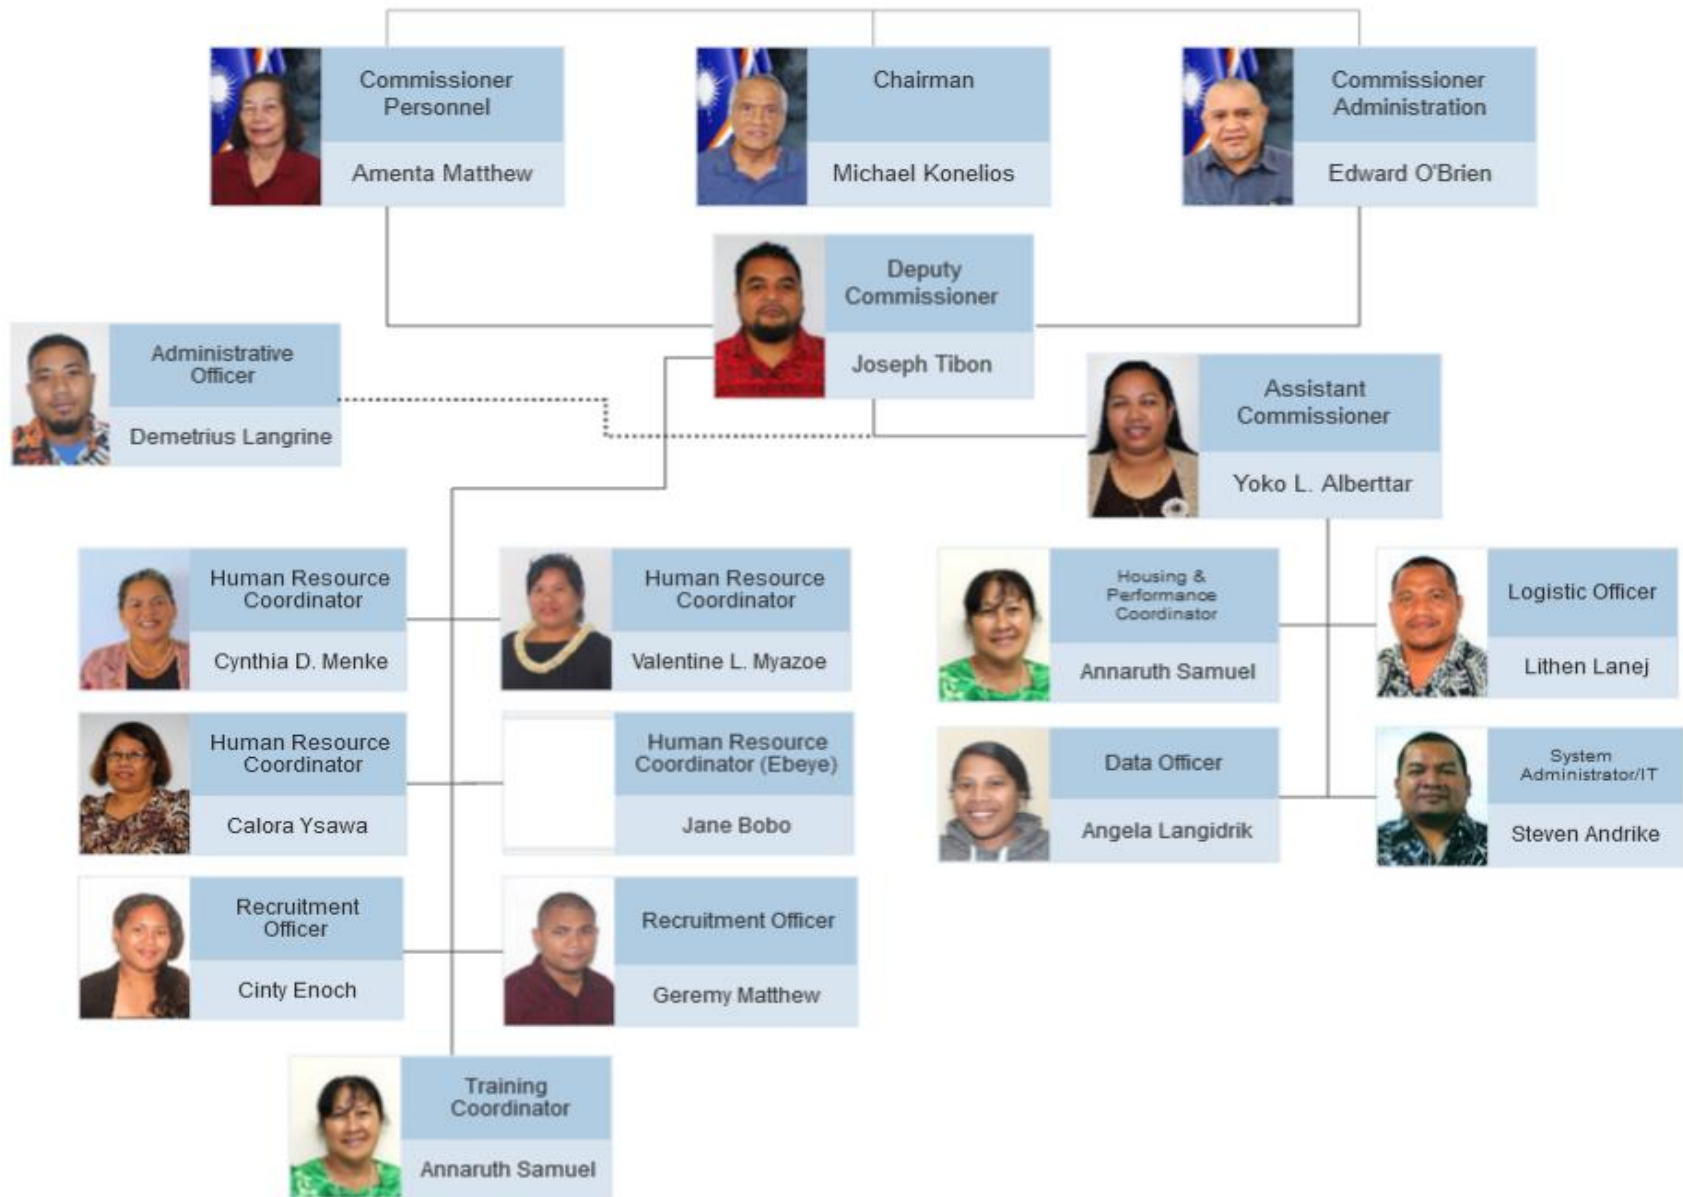 Commissioner
Personnel
Amenta Matthew
Chairman
Michael Konelios
Commissioner
Administration
Edward O'Brien
Deputy
Commissioner
Joseph Tibon
Administrative
Officer
Demetrius Langrine
Assistant
Commissioner
Yoko L. Alberttar
Human Resource
Coordinator
Cynthia D. Menke
Human Resource
Coordinator
Valentine L. Myazoe
Housing &
Performance
Coordinator
Annaruth Samuel
Logistic Officer
Lithen Lanej
Human Resource
Coordinator
Calora Ysawa
Human Resource
Coordinator (Ebeye)
Jane Bobo
Data Officer
Angela Langidrik
System
Administrator/IT
Steven Andrike
Recruitment
Officer
Cinty Enoch
Recruitment Officer
Geremy Matthew
Training
Coordinator
Annaruth Samuel